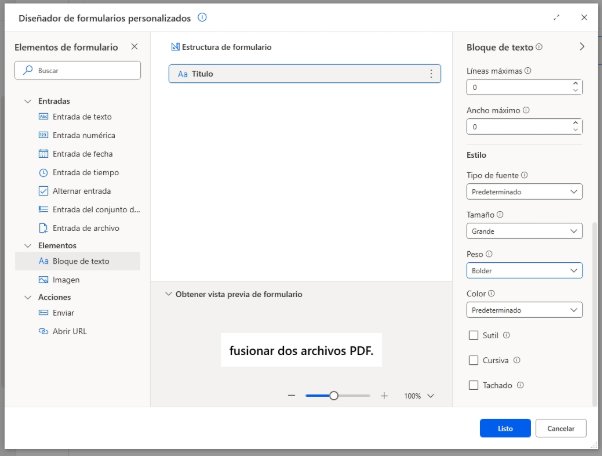 Diseñador de formularios personalizados
Elementos de formulario
Buscar
Entradas
Entrada de texto
Entrada numérica
Entrada de fecha
Entrada de tiempo
Alternar entrada
Entrada del conjunto d...
Entrada de archivo
Elementos
Aa Bloque de texto
Imagen
Acciones
Enviar
Abrir URL
Estructura de formulario
Aa Titulo
Obtener vista previa de formulario
fusionar dos archivos PDF.
100%
Bloque de texto
Líneas máximas
0
Ancho máximo
0
Estilo
Tipo de fuente
Predeterminado
Tamaño
Grande
Peso
Bolder
Color
Predeterminado
Sutil
Cursiva
Tachado
Listo
Cancelar